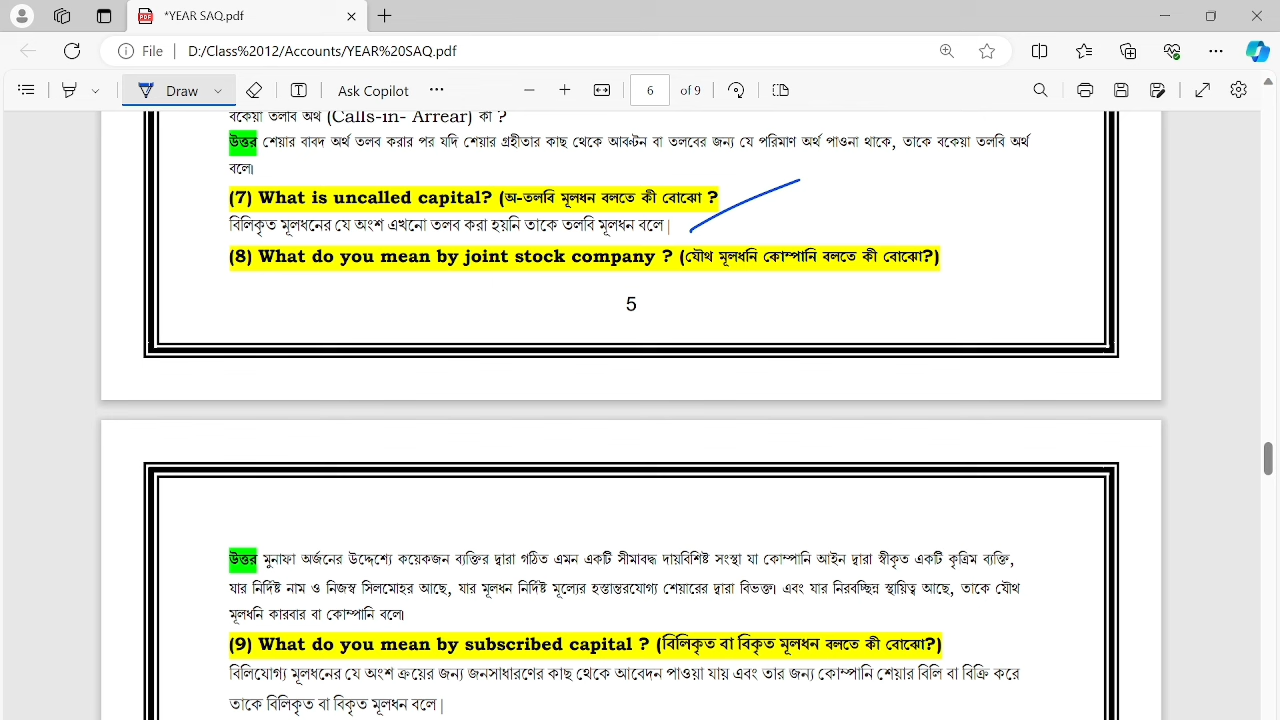 *YEAR SAQ.pdf
File | D:/Class%2012/Accounts/YEAR%20SAQ.pdf
Draw Ask Copilot 6 of 9
বকেয়া তলাব অথ (Calls-in- Arrear) কা ?
উত্তর শেয়ার বাবদ অর্থ তলব করার পর যদি শেয়ার গ্রহীতার কাছ থেকে আবণ্টন বা তলবের জন্য যে পরিমাণ অর্থ পাওনা থাকে, তাকে বকেয়া তলবি অর্থ
বলে।
(7) What is uncalled capital? (অ-তলবি মূলধন বলতে কী বোঝো ?
বিলিকৃত মূলধনের যে অংশ এখনো তলব করা হয়নি তাকে তলবি মূলধন বলে |
(8) What do you mean by joint stock company ? (যৌথ মূলধনি কোম্পানি বলতে কী বোঝো?)
5
উত্তর মুনাফা অর্জনের উদ্দেশ্যে কয়েকজন ব্যক্তির দ্বারা গঠিত এমন একটি সীমাবদ্ধ দায়বিশিষ্ট সংস্থা যা কোম্পানি আইন দ্বারা স্বীকৃত একটি কৃত্রিম ব্যক্তি,
যার নির্দিষ্ট নাম ও নিজস্ব সিলমোহর আছে, যার মূলধন নির্দিষ্ট মূল্যের হস্তান্তরযোগ্য শেয়ারের দ্বারা বিভক্ত। এবং যার নিরবচ্ছিন্ন স্থায়িত্ব আছে, তাকে যৌথ
মূলধনি কারবার বা কোম্পানি বলে।
(9) What do you mean by subscribed capital ? (বিলিকৃত বা বিকৃত মূলধন বলতে কী বোঝো?)
বিলিযোগ্য মূলধনের যে অংশ ক্রয়ের জন্য জনসাধারণের কাছ থেকে আবেদন পাওয়া যায় এবং তার জন্য কোম্পানি শেয়ার বিলি বা বিক্রি করে
তাকে বিলিকৃত বা বিকৃত মূলধন বলে |